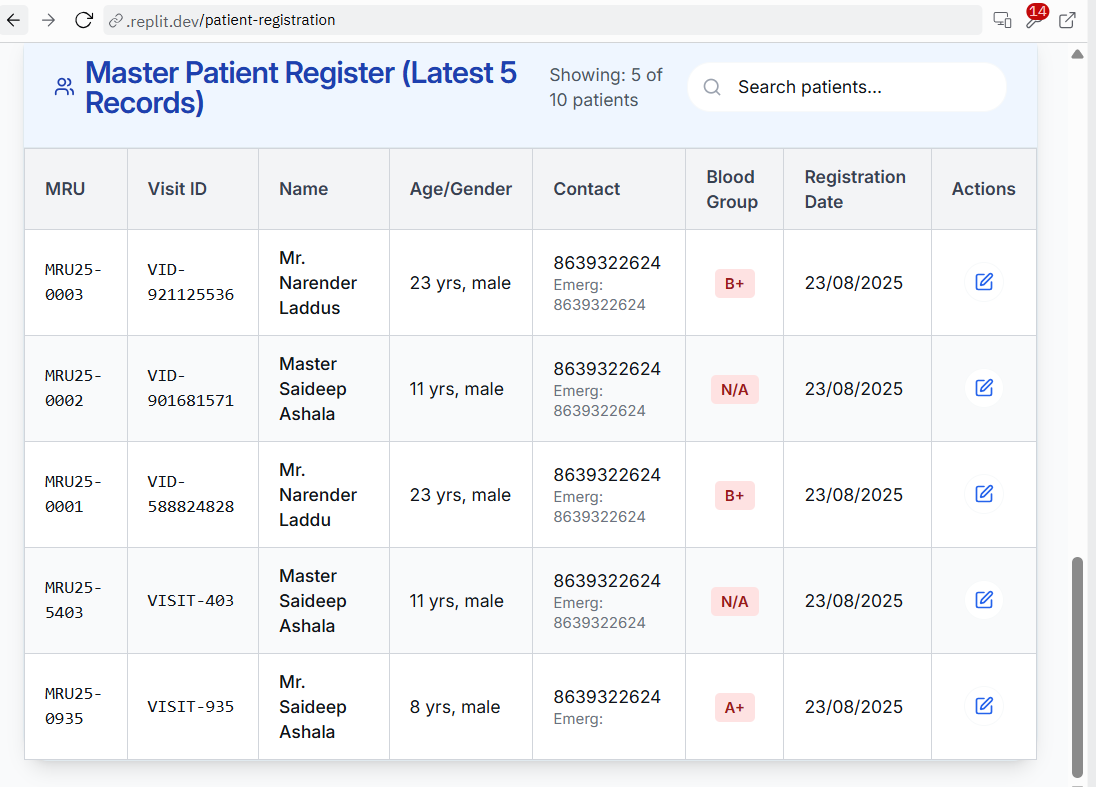 .replit.dev/patient-registration
14
Master Patient Register (Latest 5
Records)
Showing: 5 of
10 patients
Search patients...
MRU
Visit ID
Name
Age/Gender
Contact
Blood
Group
Registration
Date
Actions
MRU25-
0003
VID-
921125536
Mr.
Narender
Laddus
23 yrs, male
8639322624
Emerg:
8639322624
B+
23/08/2025
MRU25-
0002
VID-
901681571
Master
Saideep
Ashala
11 yrs, male
8639322624
Emerg:
8639322624
N/A
23/08/2025
MRU25-
0001
VID-
588824828
Mr.
Narender
Laddu
23 yrs, male
8639322624
Emerg:
8639322624
B+
23/08/2025
MRU25-
5403
VISIT-403
Master
Saideep
Ashala
11 yrs, male
8639322624
Emerg:
8639322624
N/A
23/08/2025
MRU25-
0935
VISIT-935
Mr.
Saideep
Ashala
8 yrs, male
8639322624
Emerg:
A+
23/08/2025